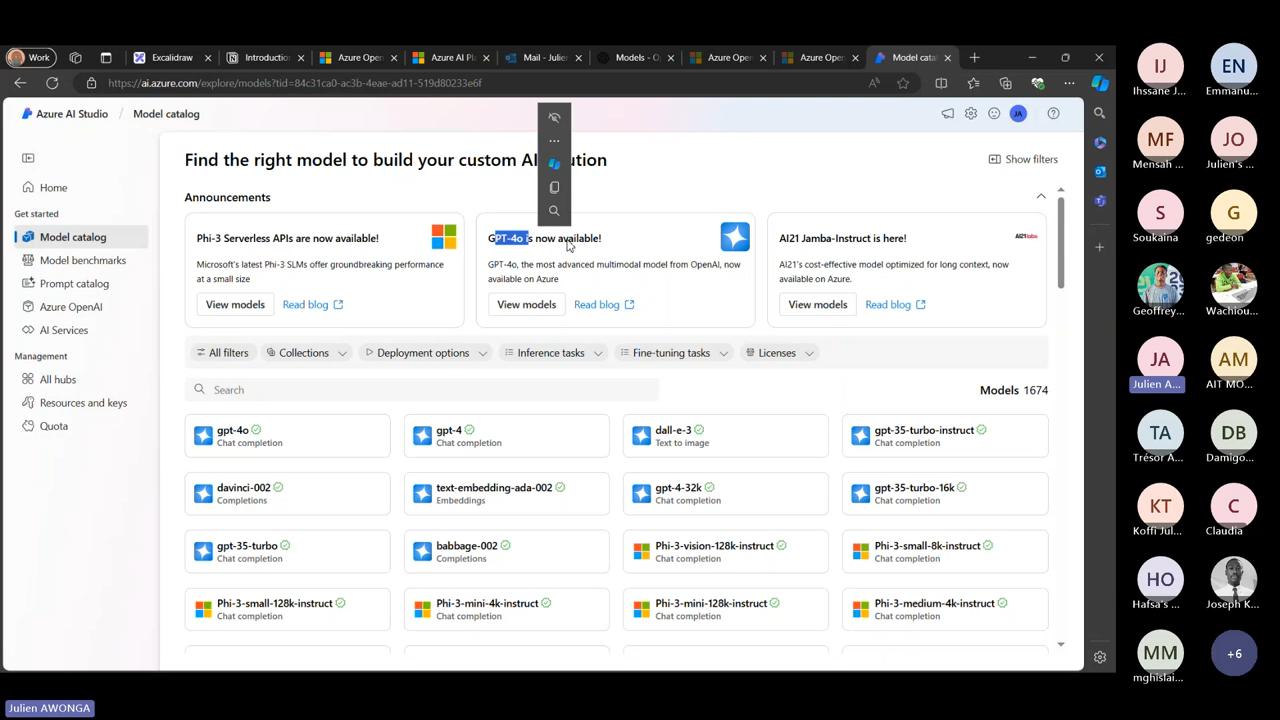 Work
Excalidraw
Introduction
Azure Open
Azure AI Pla
Mail - Julien
Models - O
Azure Open
Azure Open
Model catal
https://ai.azure.com/explore/models?tid=84c31ca0-ac3b-4eae-ad11-519d80233e6f
Azure AI Studio / Model catalog
JA
Home
Get started
Model catalog
Model benchmarks
Prompt catalog
Azure OpenAI
AI Services
Management
All hubs
Resources and keys
Quota
Find the right model to build your custom AI
ution
Show filters
Announcements
Phi-3 Serverless APIs are now available!
Microsoft's latest Phi-3 SLMs offer groundbreaking performance
at a small size
View models
Read blog
GPT-4o is now available!
GPT-4o, the most advanced multimodal model from OpenAI, now
available on Azure
View models
Read blog
AI21 Jamba-Instruct is here!
AI21labs
AI21's cost-effective model optimized for long context, now
available on Azure.
View models
Read blog
All filters
Collections
Deployment options
Inference tasks
Fine-tuning tasks
Licenses
Search
Models 1674
gpt-4o
Chat completion
gpt-4
Chat completion
dall-e-3
Text to image
gpt-35-turbo-instruct
Chat completion
davinci-002
Completions
text-embedding-ada-002
Embeddings
gpt-4-32k
Chat completion
gpt-35-turbo-16k
Chat completion
gpt-35-turbo
Chat completion
babbage-002
Completions
Phi-3-vision-128k-instruct
Chat completion
Phi-3-small-8k-instruct
Chat completion
Phi-3-small-128k-instruct
Chat completion
Phi-3-mini-4k-instruct
Chat completion
Phi-3-mini-128k-instruct
Chat completion
Phi-3-medium-4k-instruct
Chat completion
IJ
Ihssane J...
EN
Emmanu...
MF
Mensah ...
JO
Julien's ...
S
Soukaïna
G
gedeon
Geoffrey...
Wachiou...
JA
Julien A...
AM
AIT MO...
TA
Trésor A...
DB
Damigo...
KT
Koffi Jul...
C
Claudia
HO
Hafsa's ...
Joseph K...
MM
mghislai...
+6
Julien AWONGA